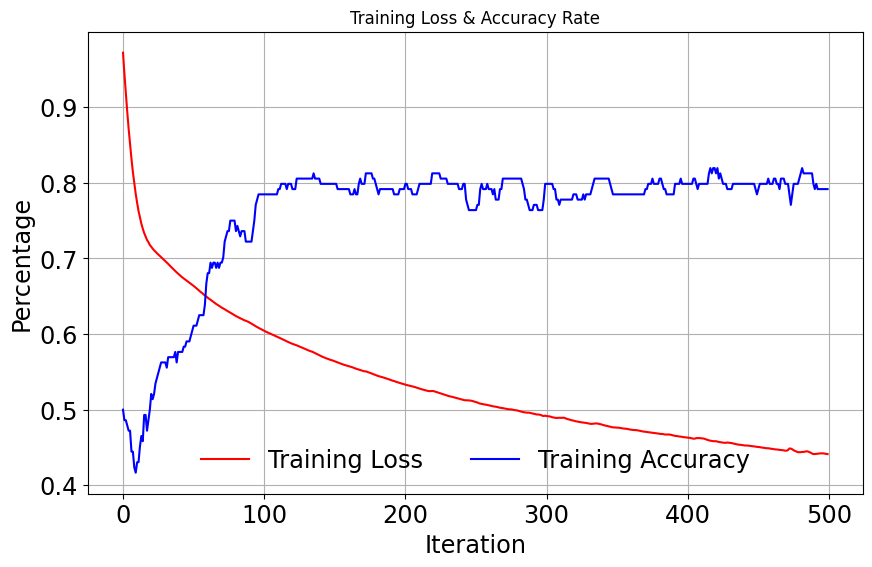 Training Loss & Accuracy Rate
Percentage
0.9
0.8
0.7
0.6
0.5
0.4
Training Loss
Training Accuracy
0
100
200
300
400
500
Iteration